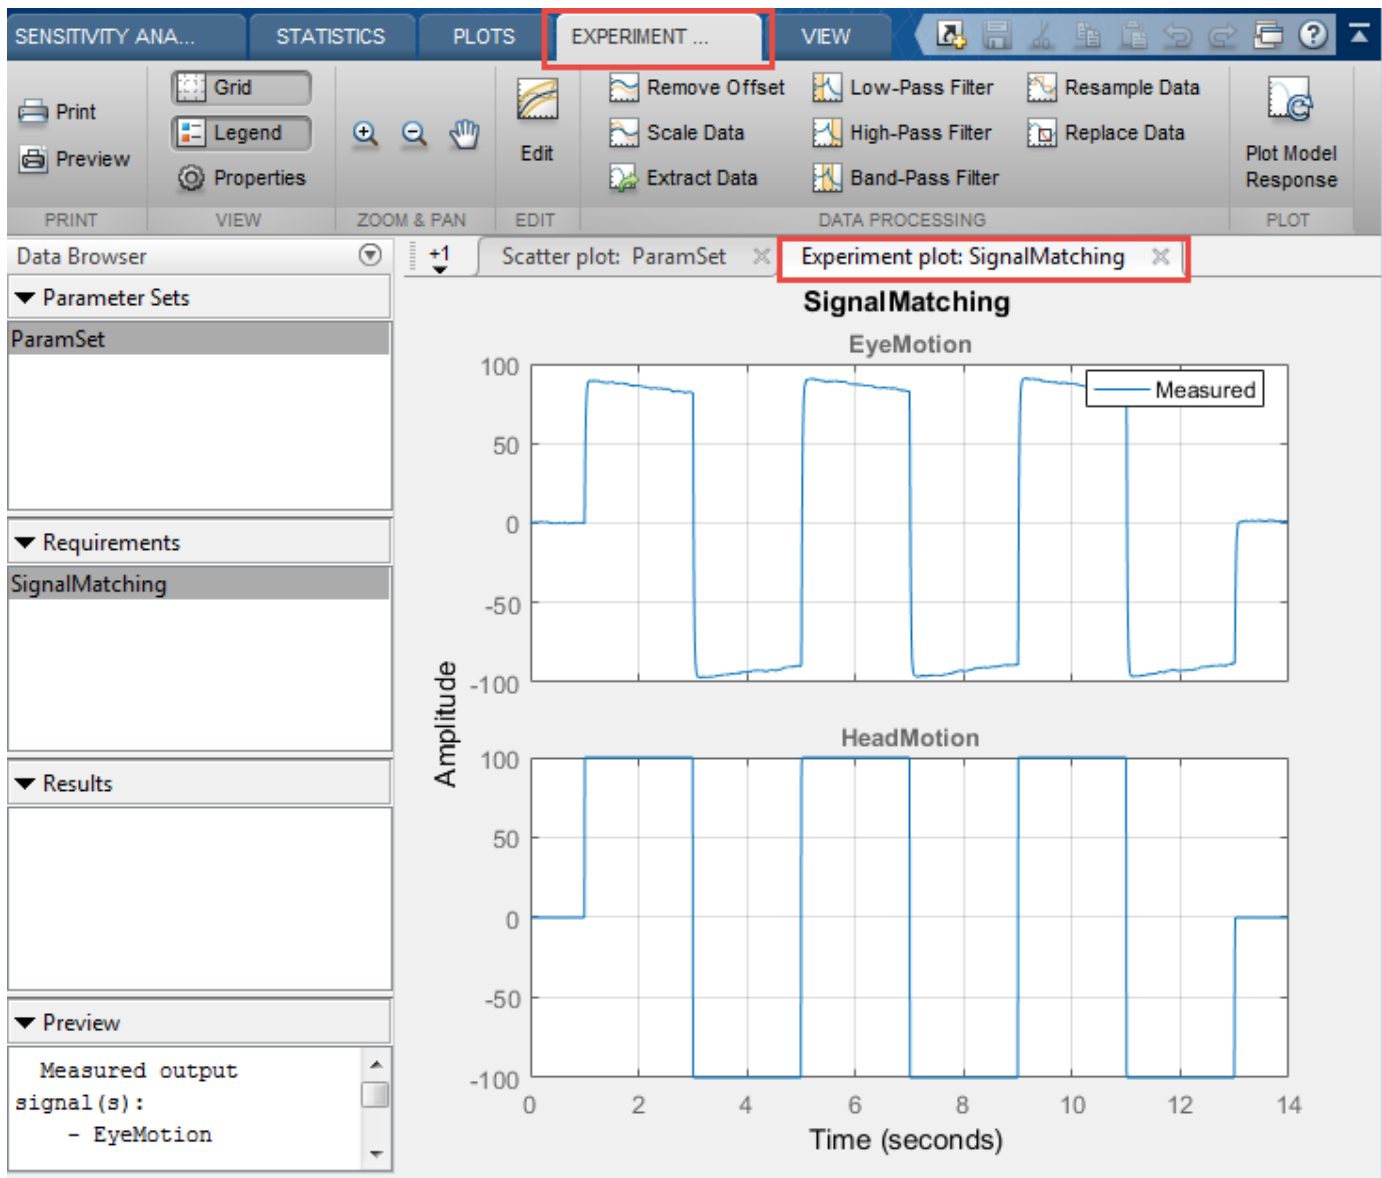 SENSITIVITY ANA... STATISTICS PLOTS EXPERIMENT ... VIEW
Print
Preview
PRINT
Grid
Legend
Properties
VIEW
ZOOM & PAN
Edit
EDIT
Remove Offset Low-Pass Filter Resample Data
Scale Data High-Pass Filter Replace Data
Extract Data Band-Pass Filter
DATA PROCESSING
Plot Model
Response
PLOT
Data Browser
Parameter Sets
ParamSet
Requirements
SignalMatching
Results
Preview
Measured output
signal(s):
- EyeMotion
+1 Scatter plot: ParamSet Experiment plot: SignalMatching
SignalMatching
EyeMotion
Measured
100
50
0
-50
-100
Amplitude
HeadMotion
100
50
0
-50
-100
0 2 4 6 8 10 12 14
Time (seconds)